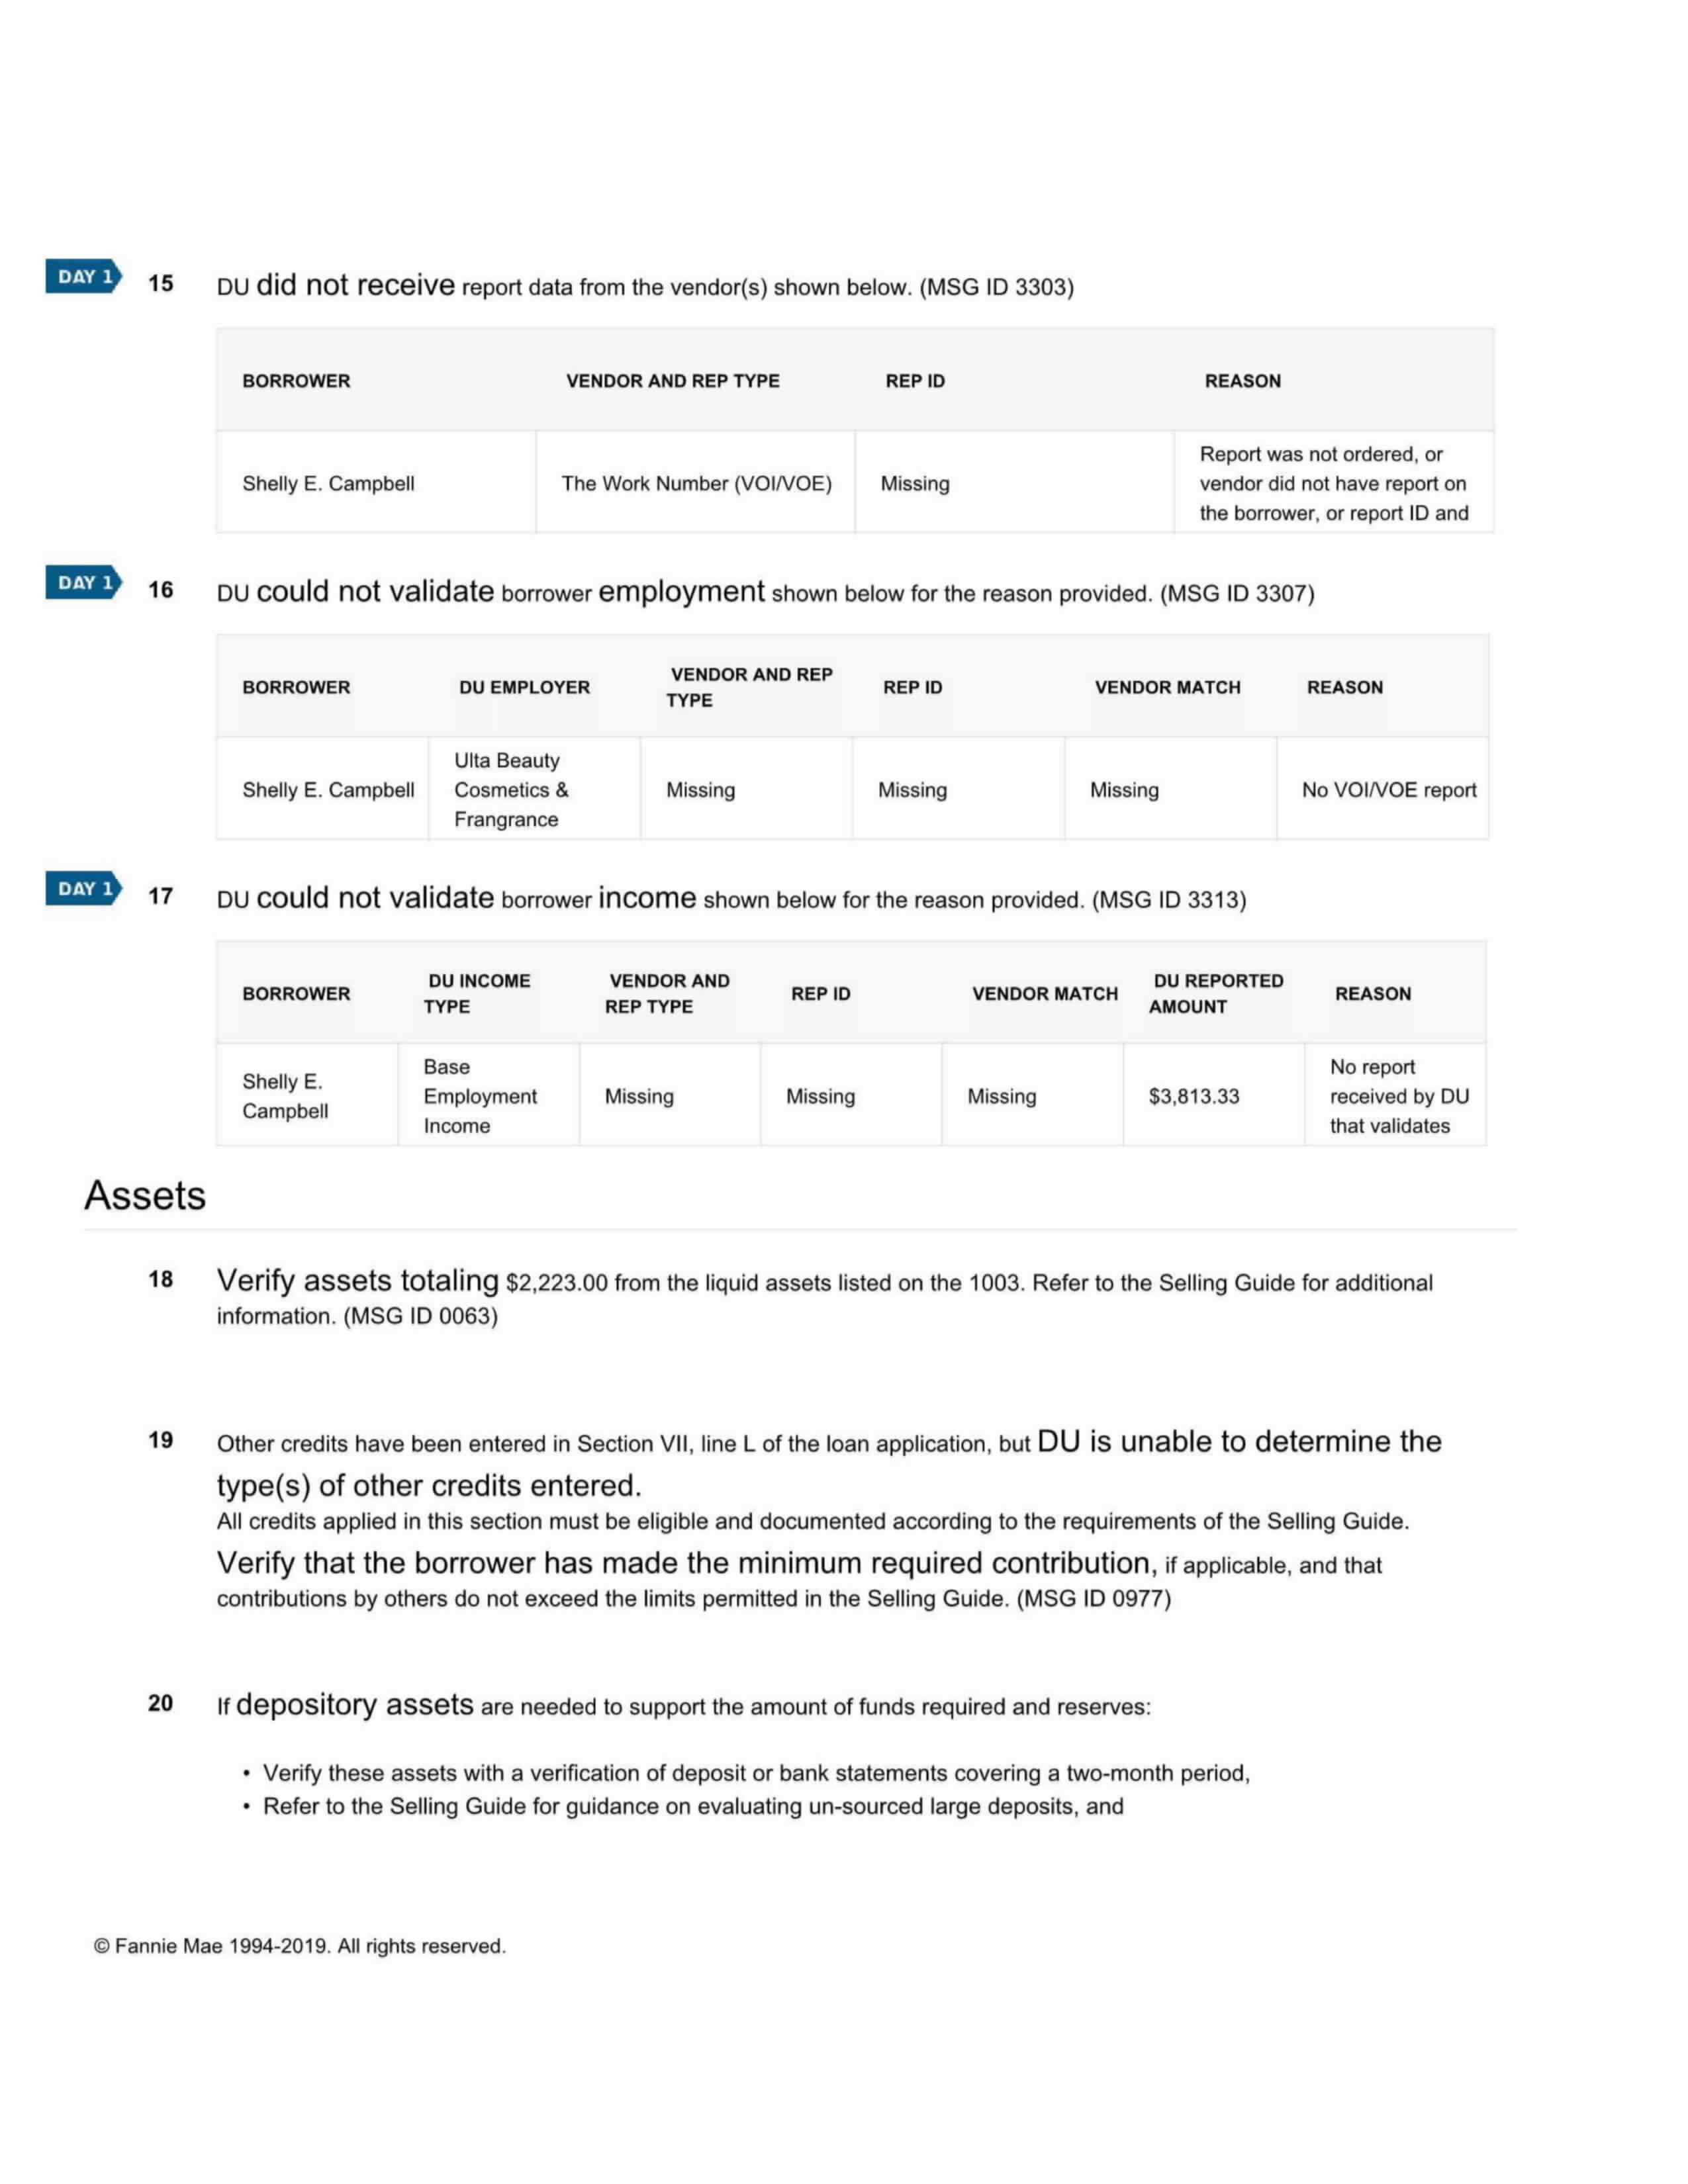 DAY 1 15 DU did not receive report data from the vendor(s) shown below. (MSG ID 3303)
BORROWER VENDOR AND REP TYPE REP ID REASON
Shelly E. Campbell The Work Number (VOI/VOE) Missing Report was not ordered, or
vendor did not have report on
the borrower, or report ID and
DAY 1 16 DU could not validate borrower employment shown below for the reason provided. (MSG ID 3307)
BORROWER DU EMPLOYER VENDOR AND REP
TYPE REP ID VENDOR MATCH REASON
Shelly E. Campbell Ulta Beauty
Cosmetics &
Frangrance Missing Missing Missing No VOI/VOE report
DAY 1 17 DU could not validate borrower income shown below for the reason provided. (MSG ID 3313)
BORROWER DU INCOME
TYPE VENDOR AND
REP TYPE REP ID VENDOR MATCH DU REPORTED
AMOUNT REASON
Shelly E.
Campbell Base
Employment
Income Missing Missing Missing $3,813.33 No report
received by DU
that validates
Assets
18 Verify assets totaling $2,223.00 from the liquid assets listed on the 1003. Refer to the Selling Guide for additional
information. (MSG ID 0063)
19 Other credits have been entered in Section VII, line L of the loan application, but DU is unable to determine the
type(s) of other credits entered.
All credits applied in this section must be eligible and documented according to the requirements of the Selling Guide.
Verify that the borrower has made the minimum required contribution, if applicable, and that
contributions by others do not exceed the limits permitted in the Selling Guide. (MSG ID 0977)
20 If depository assets are needed to support the amount of funds required and reserves:
• Verify these assets with a verification of deposit or bank statements covering a two-month period,
• Refer to the Selling Guide for guidance on evaluating un-sourced large deposits, and
© Fannie Mae 1994-2019. All rights reserved.